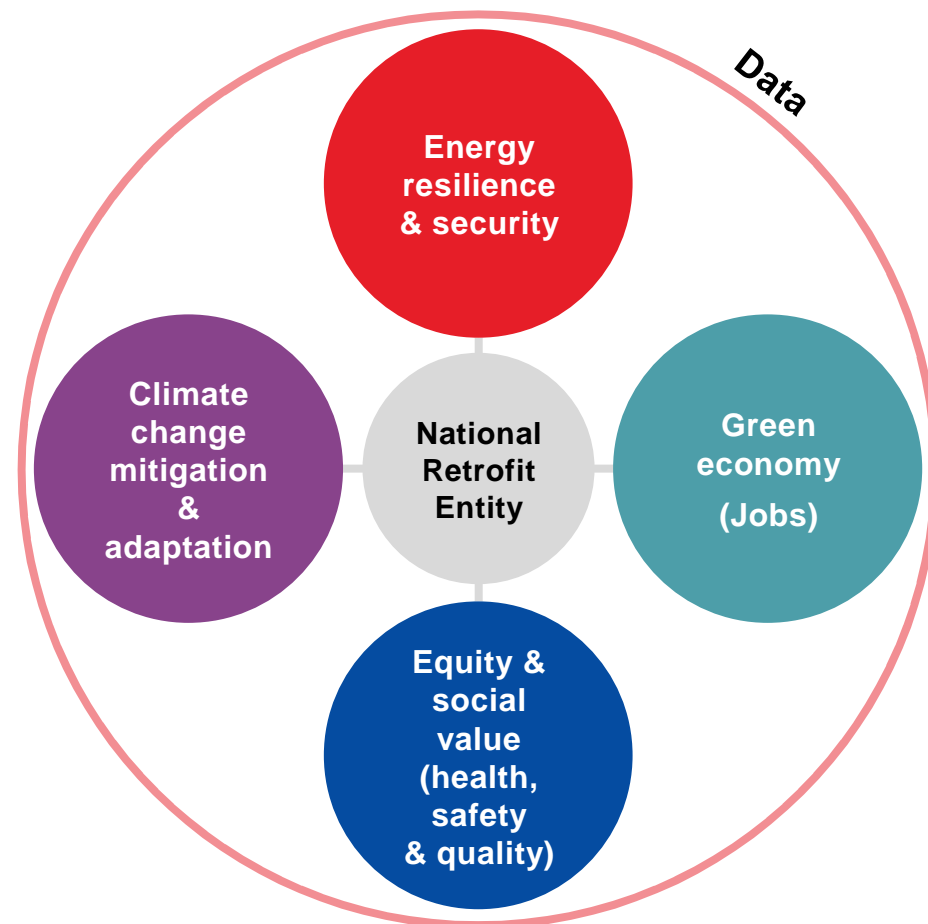 Data
Energy
resilience
& security
Climate
change
mitigation
&
adaptation
National
Retrofit
Entity
Green
economy
(Jobs)
Equity &
social
value
(health,
safety
& quality)